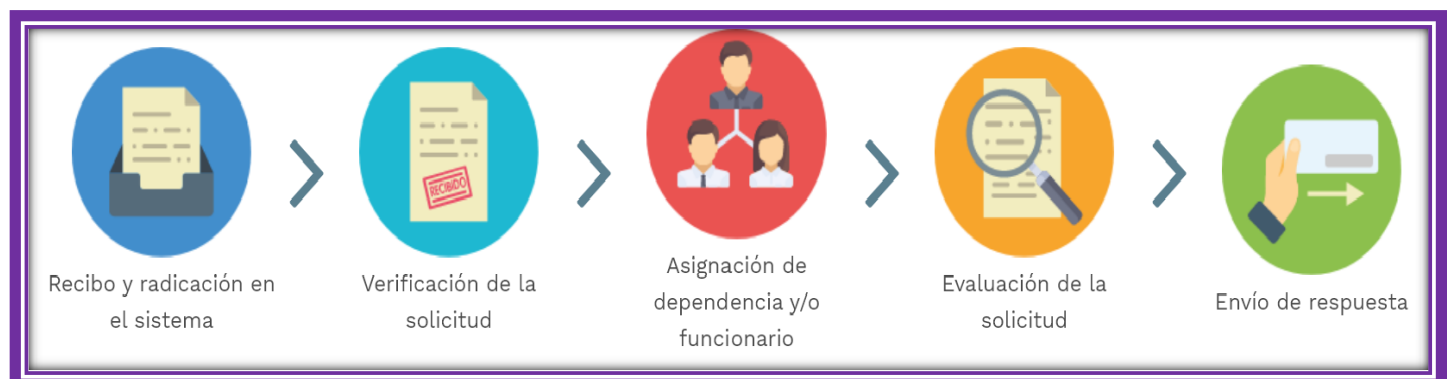 RECIBIDO
Recibo y radicación en
el sistema
Verificación de la
solicitud
Asignación de
dependencia y/o
funcionario
Evaluación de la
solicitud
Envío de respuesta